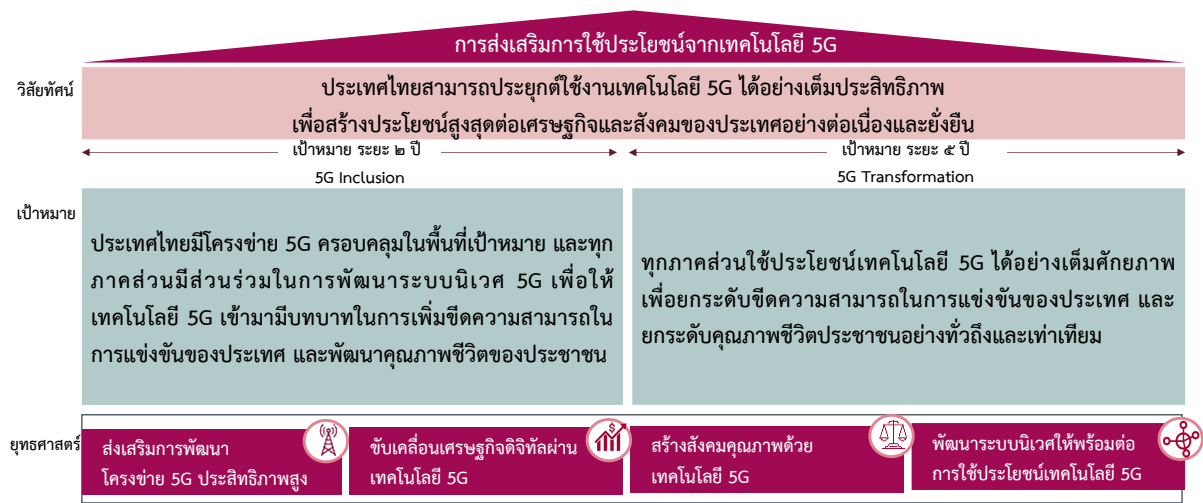 การส่งเสริมการใช้ประโยชน์จากเทคโนโลยี 5G
วิสัยทัศน์
ประเทศไทยสามารถประยุกต์ใช้งานเทคโนโลยี 5G ได้อย่างเต็มประสิทธิภาพ
เพื่อสร้างประโยชน์สูงสุดต่อเศรษฐกิจและสังคมของประเทศอย่างต่อเนื่องและยั่งยืน
เป้าหมาย ระยะ ๒ ปี
5G Inclusion
เป้าหมาย ระยะ ๕ ปี
5G Transformation
เป้าหมาย
ประเทศไทยมีโครงข่าย 5G ครอบคลุมในพื้นที่เป้าหมาย และทุก
ภาคส่วนมีส่วนร่วมในการพัฒนาระบบนิเวศ 5G เพื่อให้
เทคโนโลยี 5G เข้ามามีบทบาทในการเพิ่มขีดความสามารถใน
การแข่งขันของประเทศ และพัฒนาคุณภาพชีวิตของประชาชน
ทุกภาคส่วนใช้ประโยชน์เทคโนโลยี 5G ได้อย่างเต็มศักยภาพ
เพื่อยกระดับขีดความสามารถในการแข่งขันของประเทศ และ
ยกระดับคุณภาพชีวิตประชาชนอย่างทั่วถึงและเท่าเทียม
ยุทธศาสตร์
ส่งเสริมการพัฒนา
โครงข่าย 5G ประสิทธิภาพสูง
ขับเคลื่อนเศรษฐกิจดิจิทัลผ่าน
เทคโนโลยี 5G
สร้างสังคมคุณภาพด้วย
เทคโนโลยี 5G
พัฒนาระบบนิเวศให้พร้อมต่อ
การใช้ประโยชน์เทคโนโลยี 5G